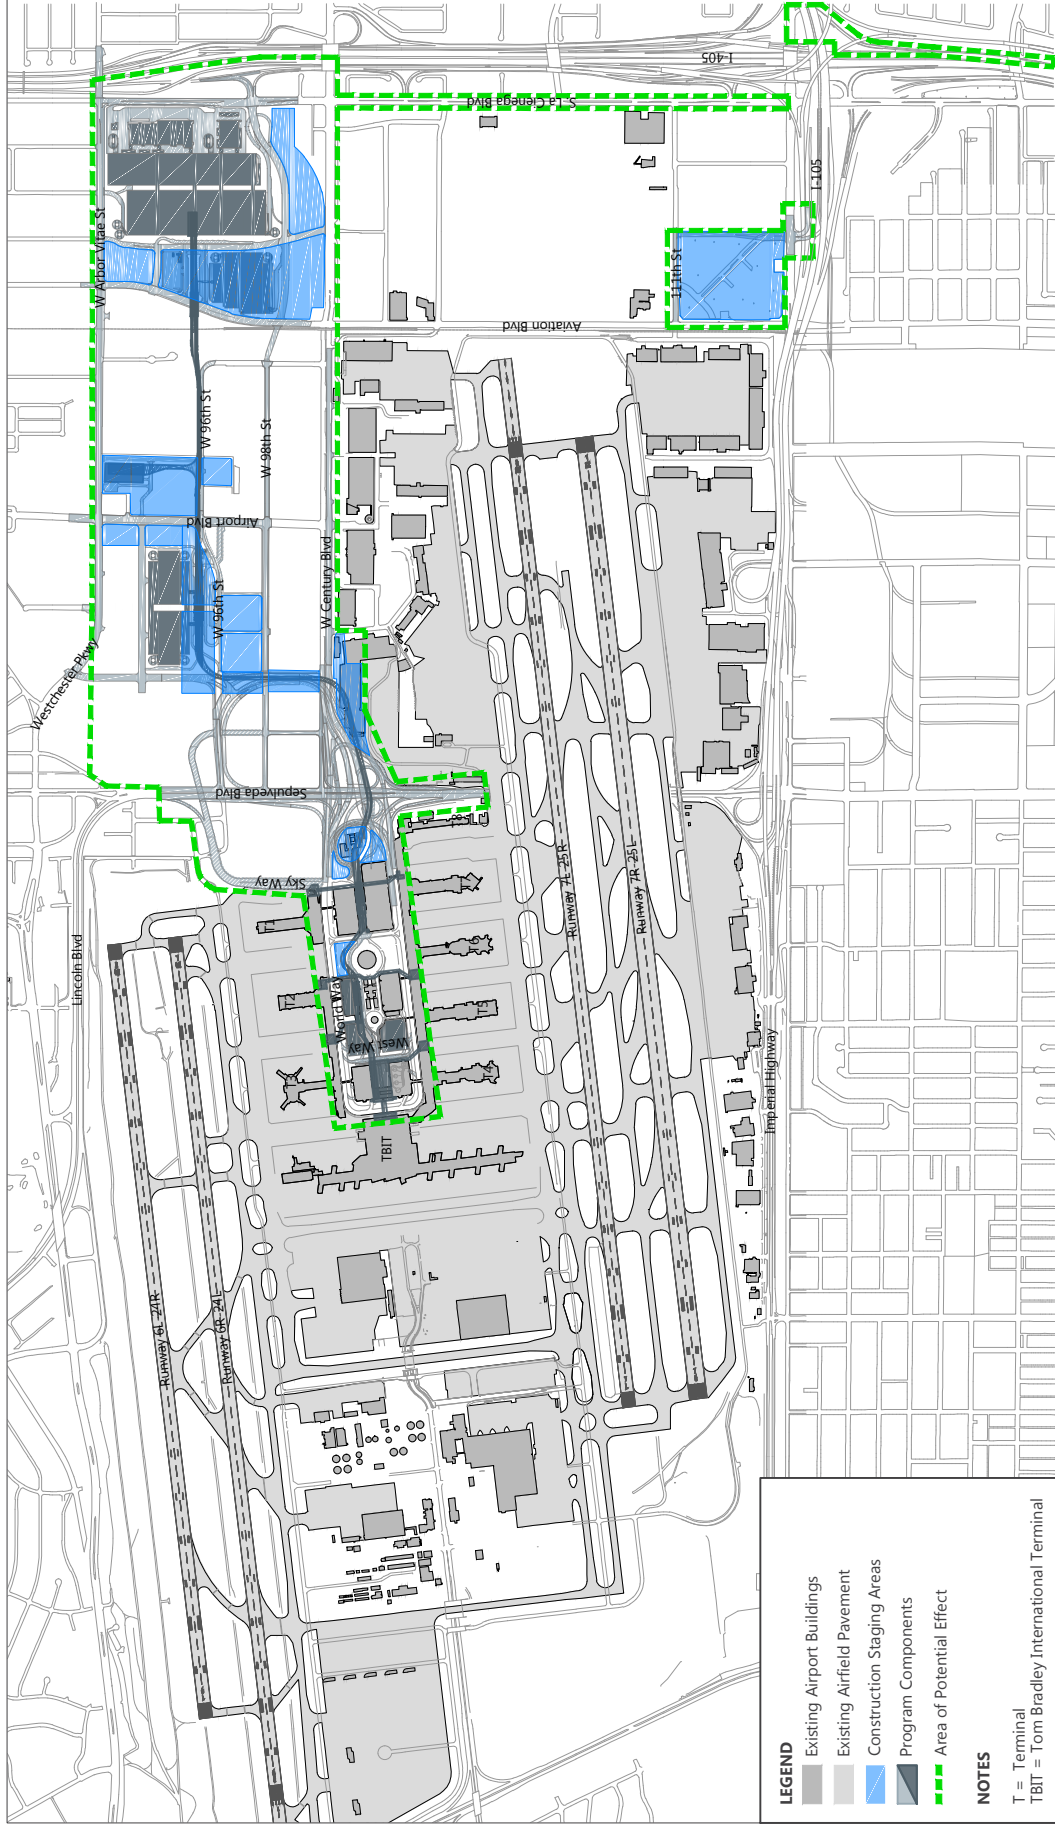 I-405
S. La Cienega Blvd
I-105
W Arbor Vitae St
111th St
Aviation Blvd
W 96th St
W 98th St
Airport Blvd
W Century Blvd
W 96th St
Westchester Pkwy
Sepulveda Blvd
Sky Way
Lincoln Blvd
T1
T2
T4
T5
T6
World Way
West Way
TBIT
Runway 7L-25R
Runway 7R-25L
Imperial Highway
Runway 6L-24R
Runway 6R-24L
LEGEND
Existing Airport Buildings
Existing Airfield Pavement
Construction Staging Areas
Program Components
Area of Potential Effect
NOTES
T = Terminal
TBIT = Tom Bradley International Terminal